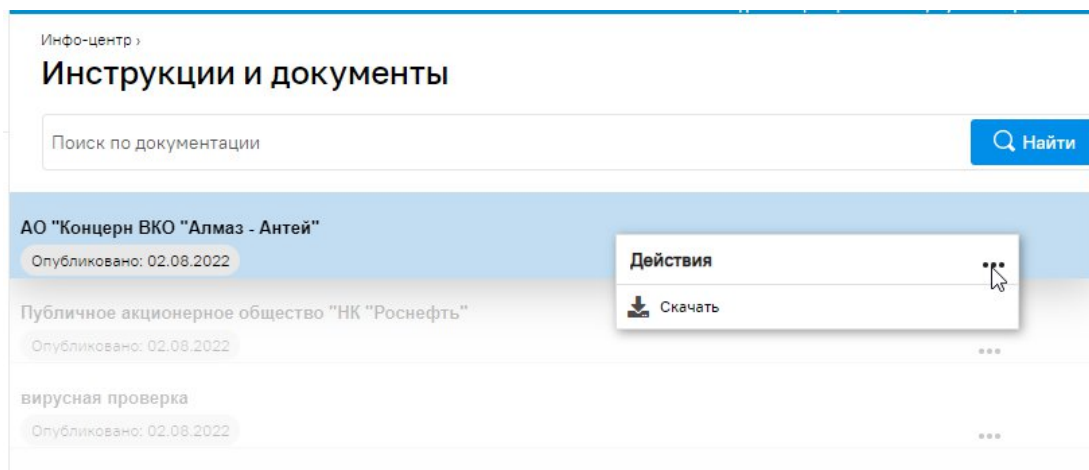 Инфо-центр ›
Инструкции и документы
Поиск по документации
Найти
АО "Концерн ВКО "Алмаз - Антей"
Опубликовано: 02.08.2022
Действия
Скачать
Публичное акционерное общество "НК "Роснефть"
Опубликовано: 02.08.2022
вирусная проверка
Опубликовано: 02.08.2022